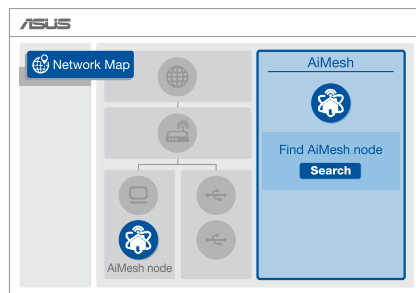 ASUS
Network Map
AiMesh
Find AiMesh node
Search
AiMesh node